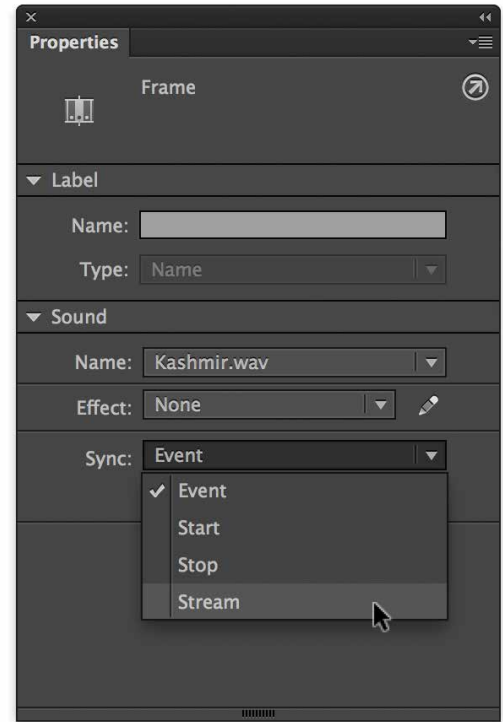 Properties
Frame
Label
Name:
Type: Name
Sound
Name: Kashmir.wav
Effect: None
Sync: Event
Event
Start
Stop
Stream